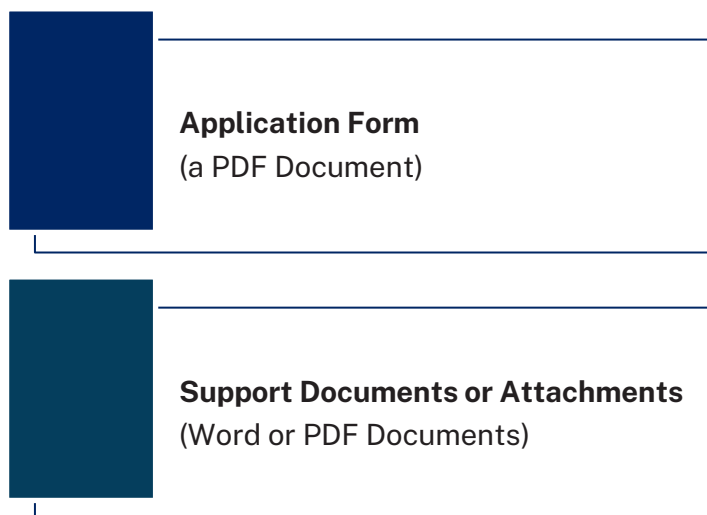 Application Form
(a PDF Document)
Support Documents or Attachments
(Word or PDF Documents)